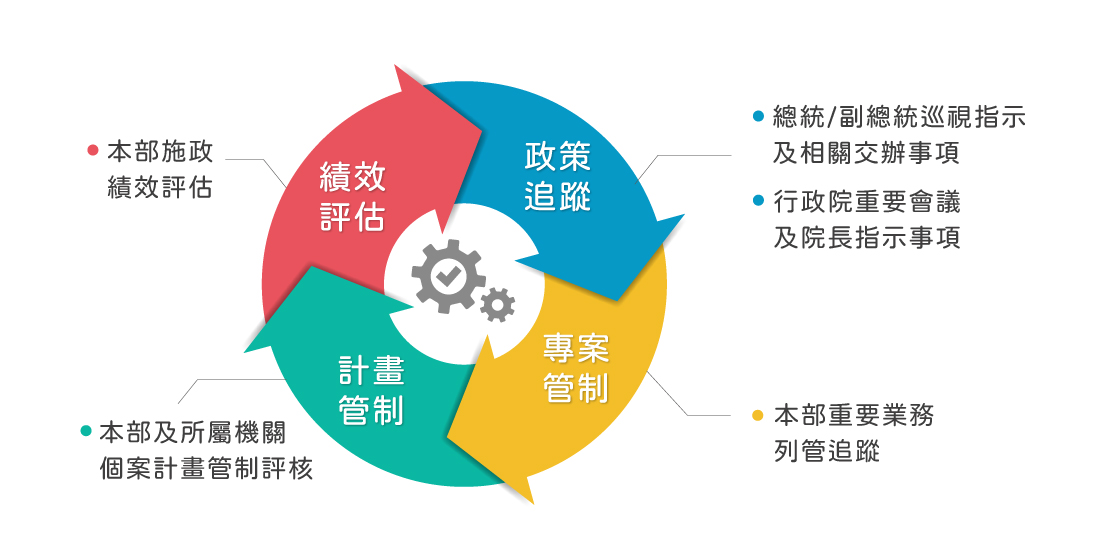 政策
追蹤
總統/副總統巡視指示
及相關交辦事項
行政院重要會議
及院長指示事項
專案
管制
本部重要業務
列管追蹤
計畫
管制
本部及所屬機關
個案計畫管制評核
績效
評估
本部施政
績效評估